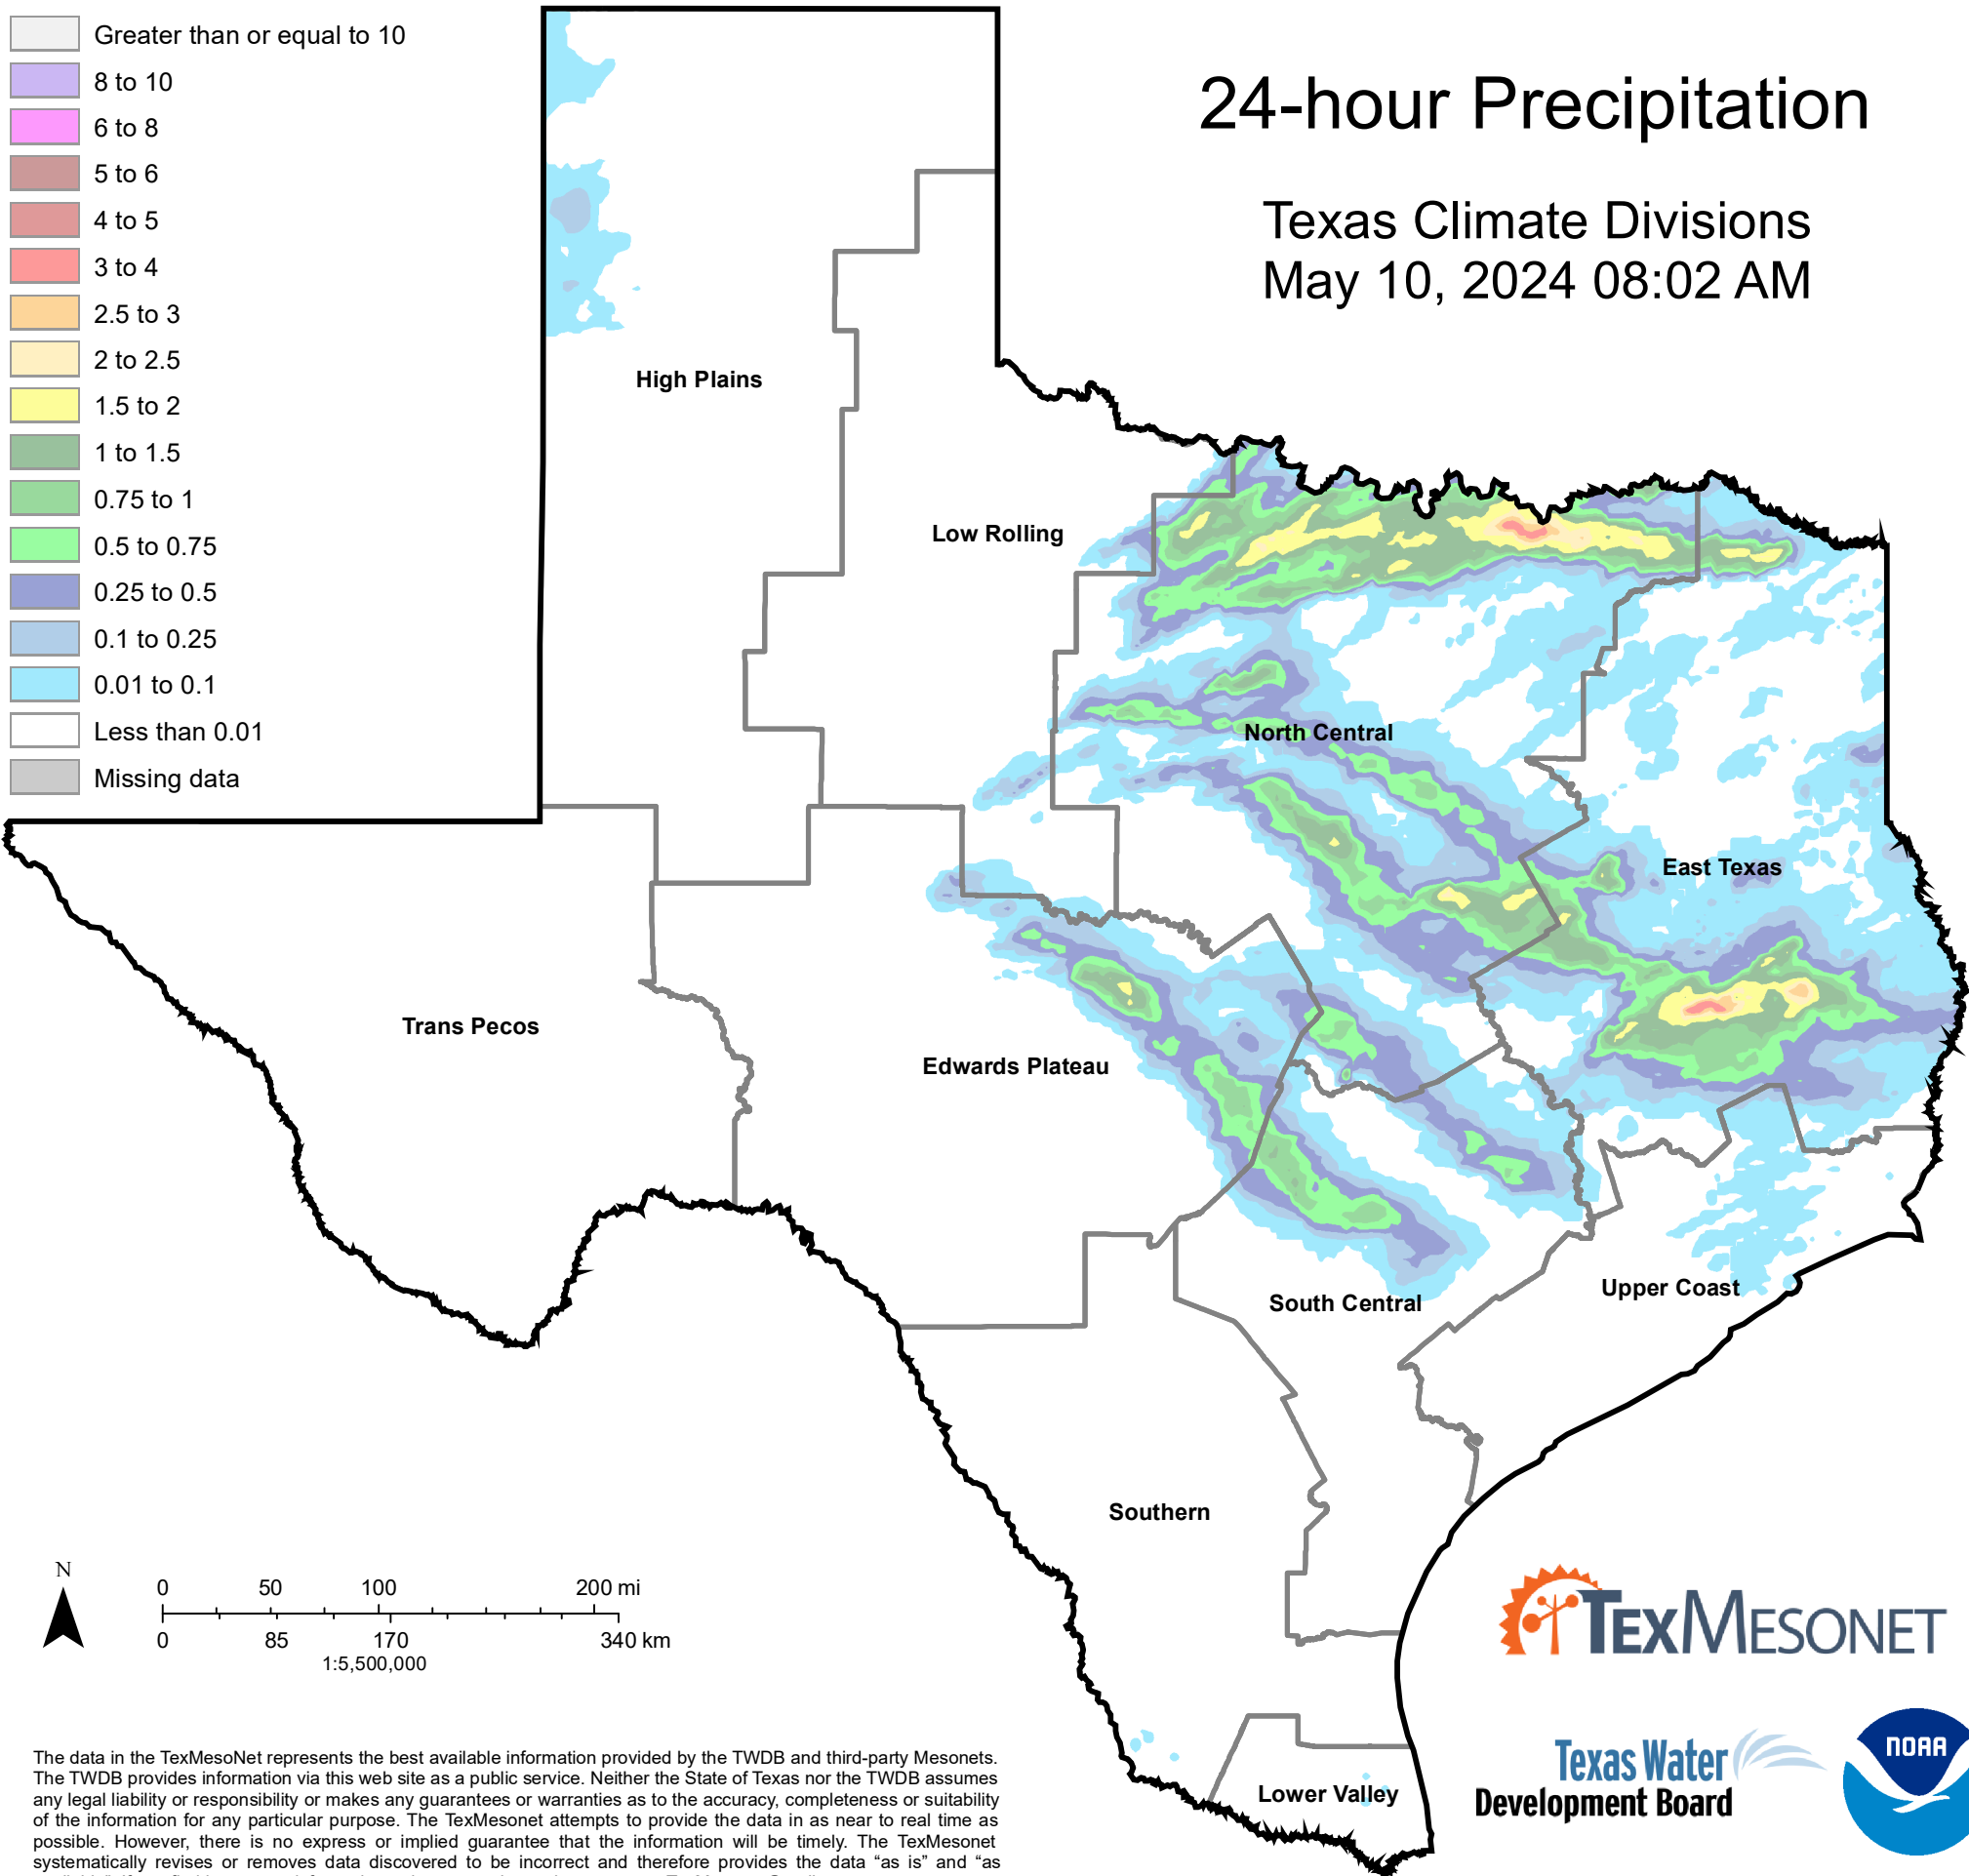 Greater than or equal to 10
8 to 10
6 to 8
5 to 6
4 to 5
3 to 4
2.5 to 3
2 to 2.5
1.5 to 2
1 to 1.5
0.75 to 1
0.5 to 0.75
0.25 to 0.5
0.1 to 0.25
0.01 to 0.1
Less than 0.01
Missing data
24-hour Precipitation
Texas Climate Divisions
May 10, 2024 08:02 AM
High Plains
Low Rolling
North Central
East Texas
Trans Pecos
Edwards Plateau
South Central
Upper Coast
Southern
Lower Valley
N
0 50 100 200 mi
0 85 170 340 km
1:5,500,000
TEXMESONET
Texas Water
Development Board
NOAA
The data in the TexMesoNet represents the best available information provided by the TWDB and third-party Mesonets.
The TWDB provides information via this web site as a public service. Neither the State of Texas nor the TWDB assumes
any legal liability or responsibility or makes any guarantees or warranties as to the accuracy, completeness or suitability
of the information for any particular purpose. The TexMesonet attempts to provide the data in as near to real time as
possible. However, there is no express or implied guarantee that the information will be timely. The TexMesonet
systematically revises or removes data discovered to be incorrect and therefore provides the data “as is” and “as